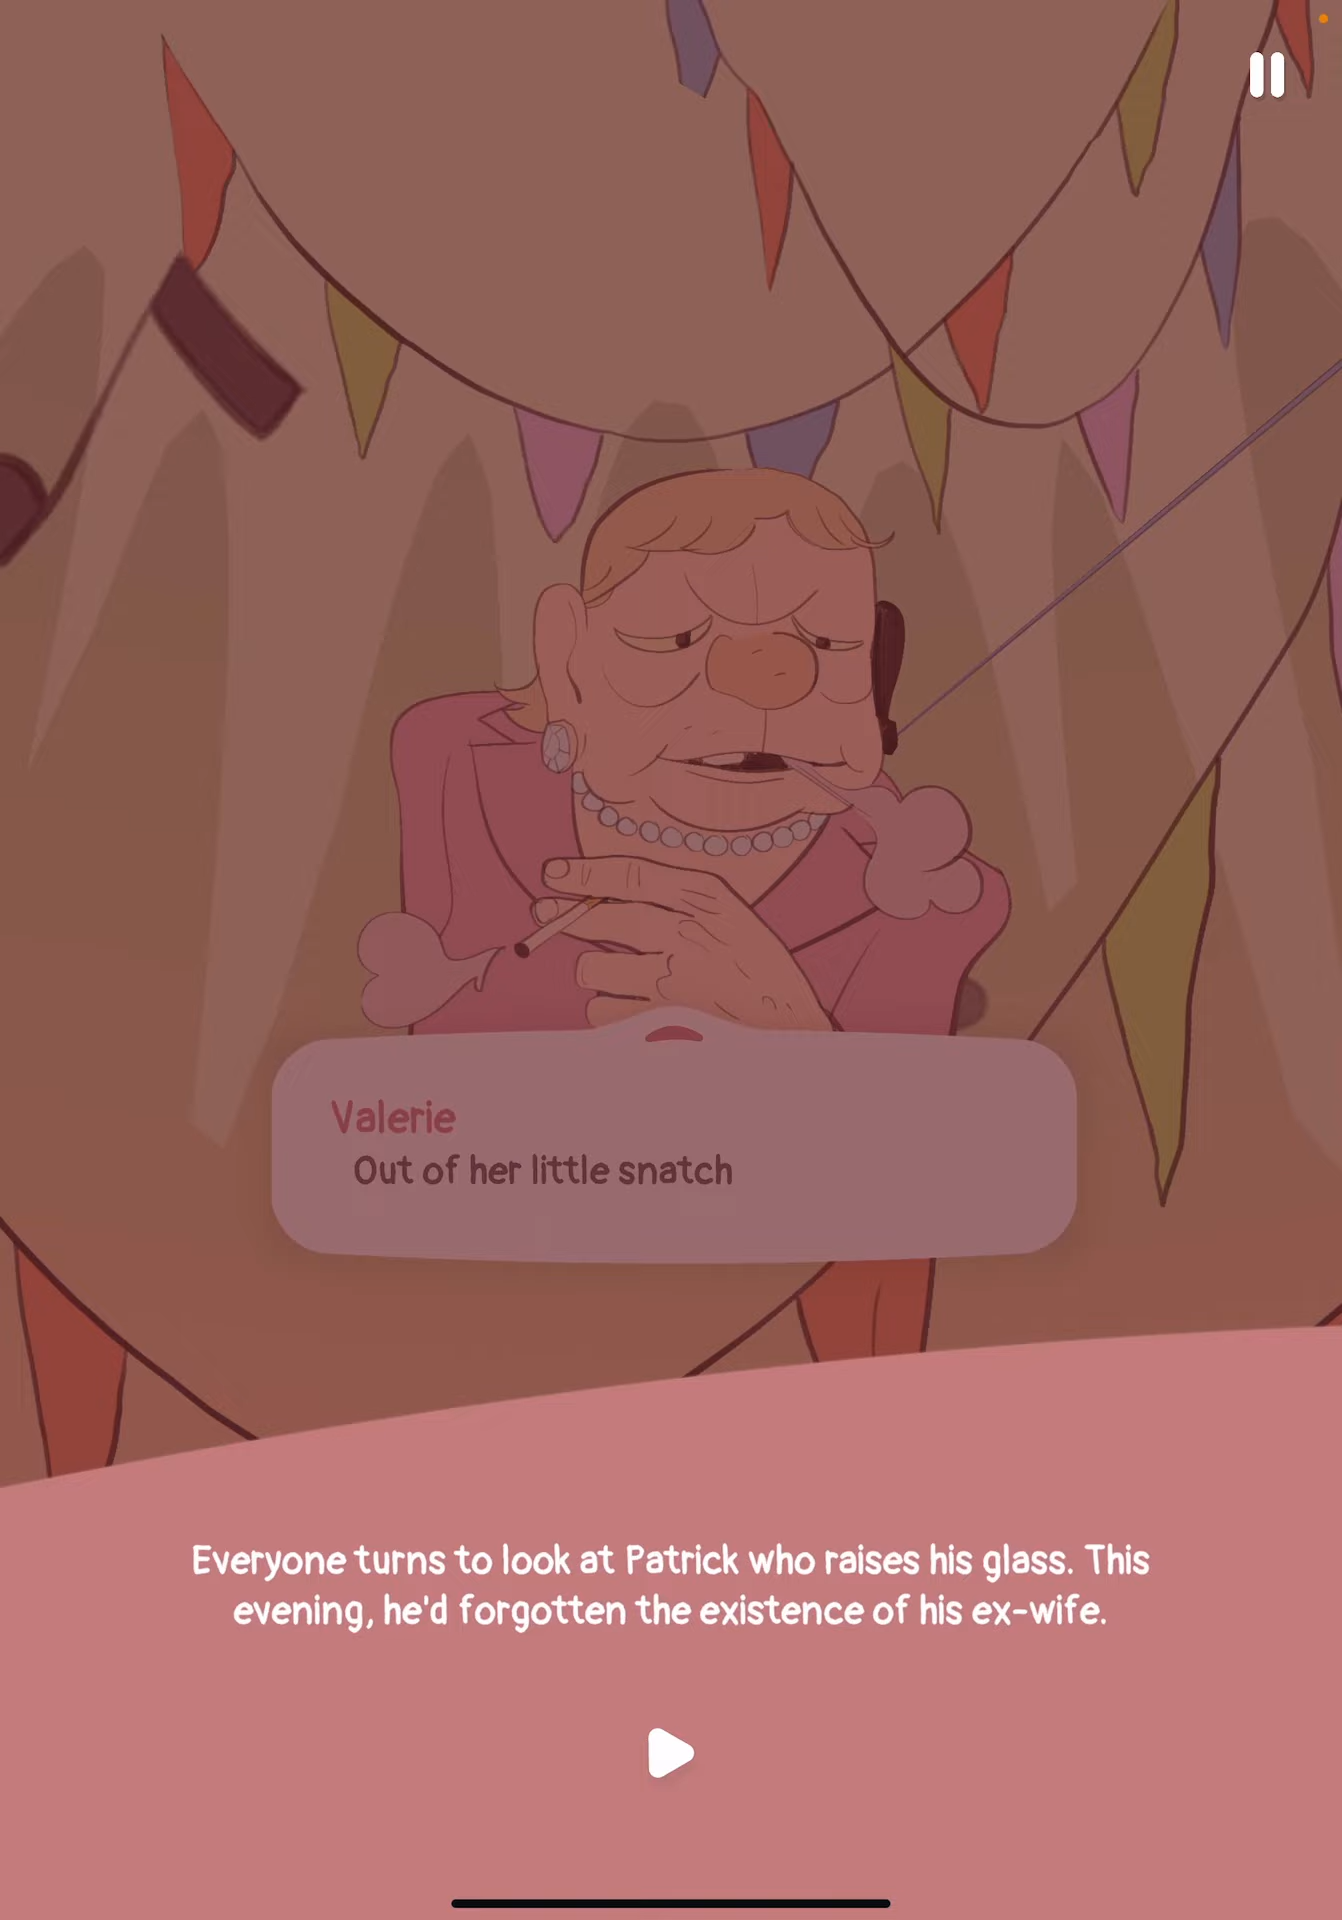 Valerie
Out of her little snatch
Everyone turns to look at Patrick who raises his glass. This
evening, he'd forgotten the existence of his ex-wife.